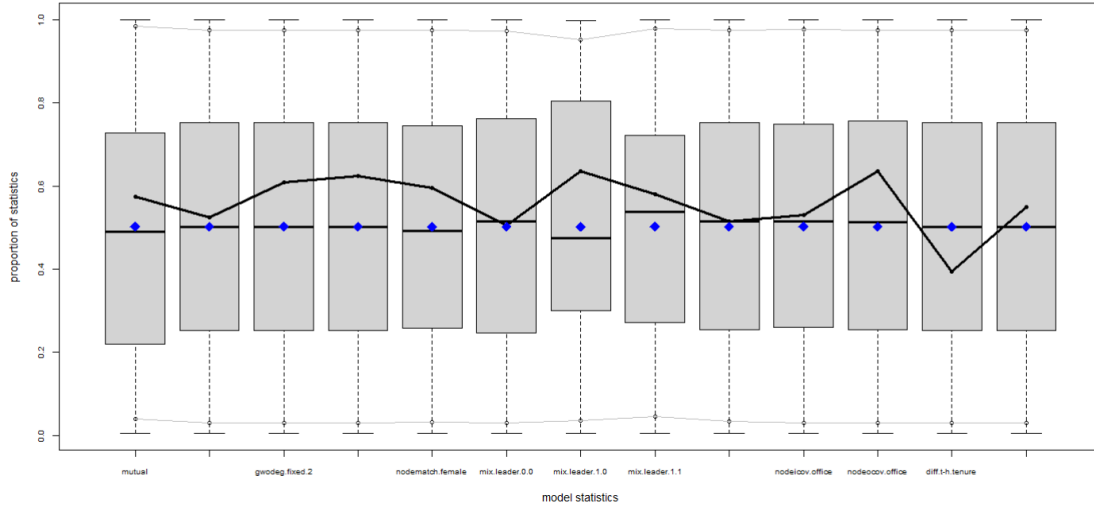 proportion of statistics
1.0
0.8
0.6
0.4
0.2
0.0
mutual gwodeg.fixed.2 nodematch.female mix.leader.0.0 mix.leader.1.0 mix.leader.1.1 nodeicov.office nodeocov.office diff.t-h.tenure
model statistics